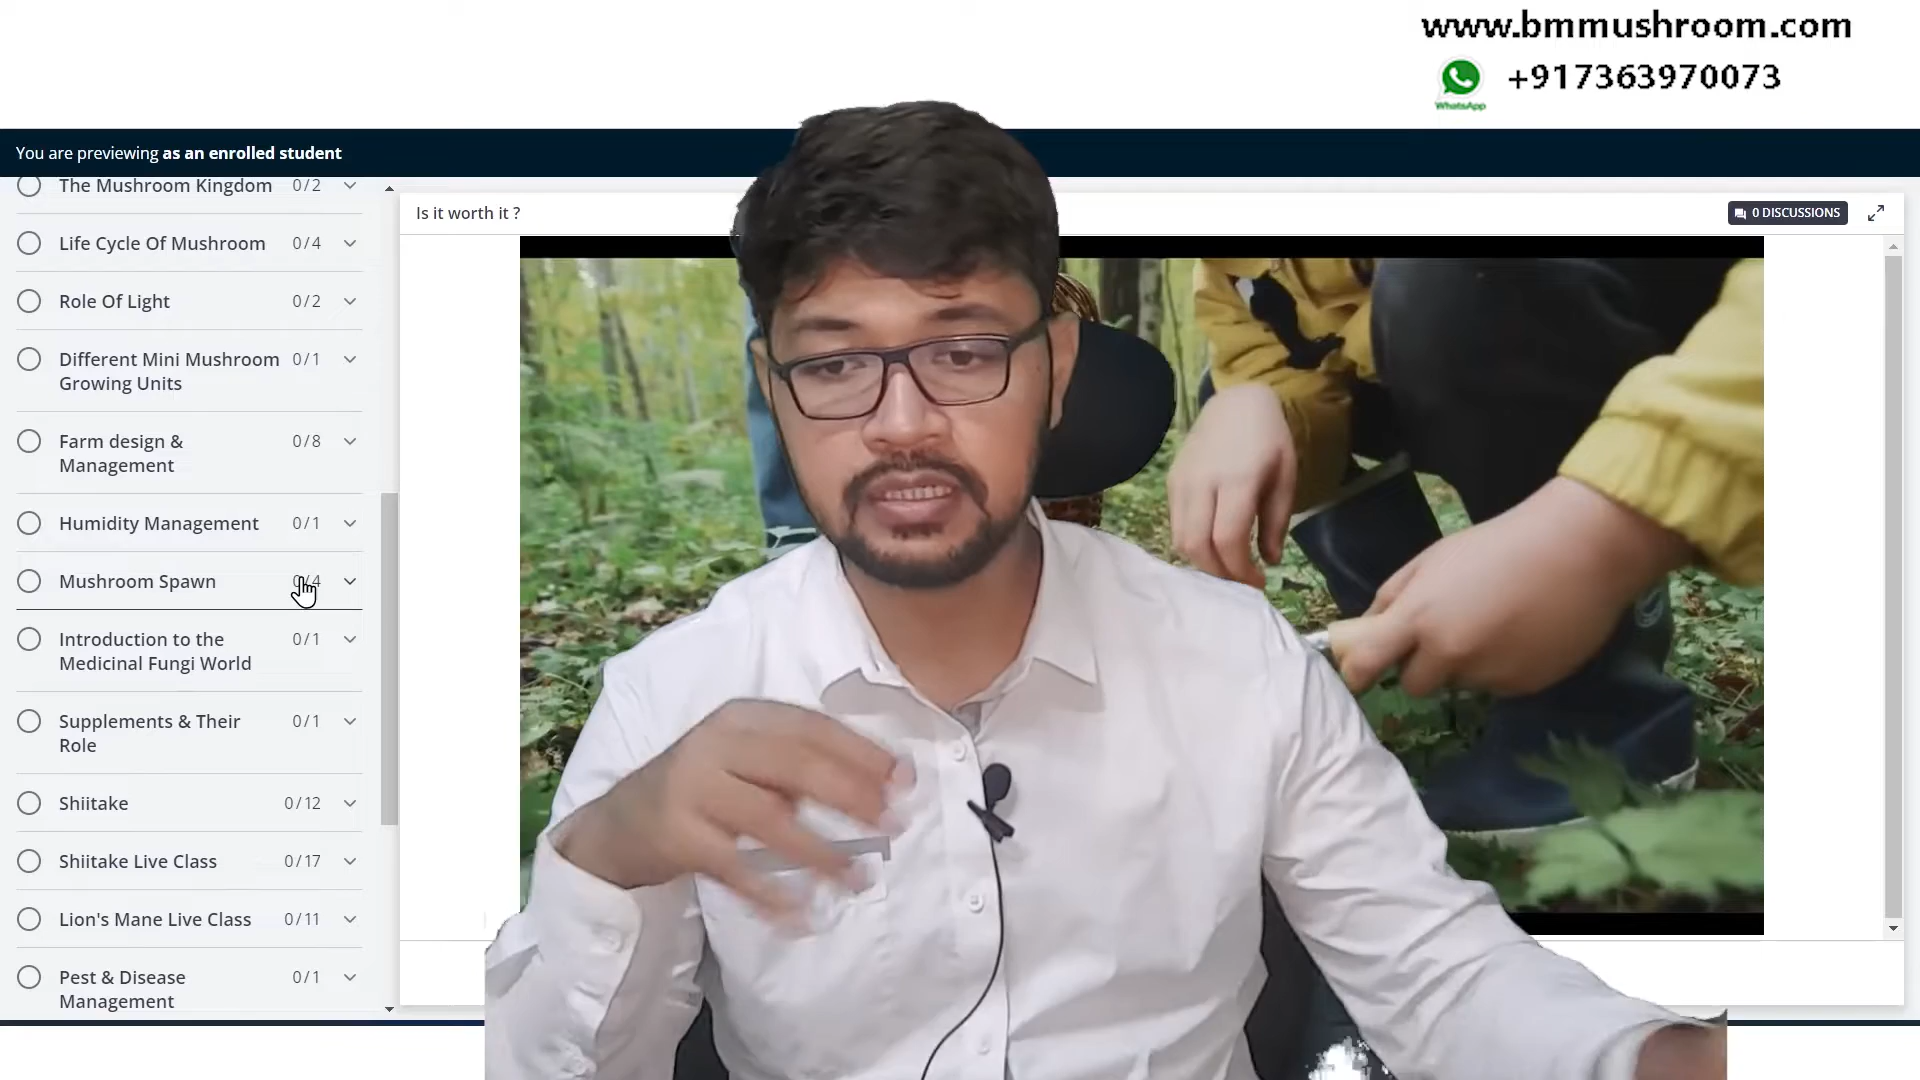 www.bmmushroom.com
WhatsApp
+917363970073
You are previewing as an enrolled student
The Mushroom Kingdom 0/2
Life Cycle Of Mushroom 0/4
Role Of Light 0/2
Different Mini Mushroom 0/1
Growing Units
Farm design & 0/8
Management
Humidity Management 0/1
Mushroom Spawn 0/4
Introduction to the 0/1
Medicinal Fungi World
Supplements & Their 0/1
Role
Shiitake 0/12
Shiitake Live Class 0/17
Lion's Mane Live Class 0/11
Pest & Disease 0/1
Management
Is it worth it ?
0 DISCUSSIONS